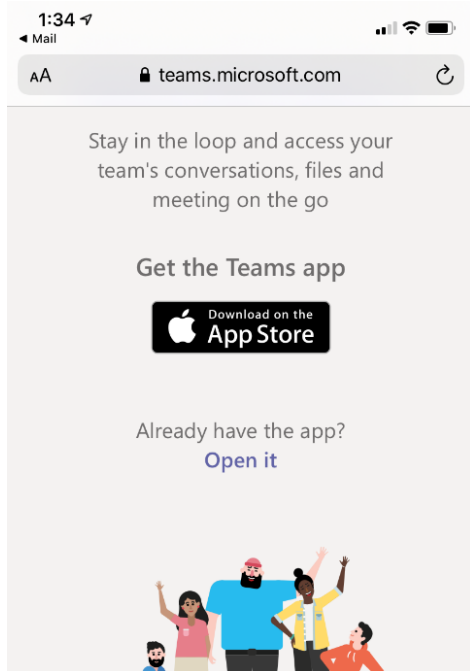 1:34
◀ Mail
AA teams.microsoft.com
Stay in the loop and access your
team's conversations, files and
meeting on the go
Get the Teams app
Download on the
App Store
Already have the app?
Open it